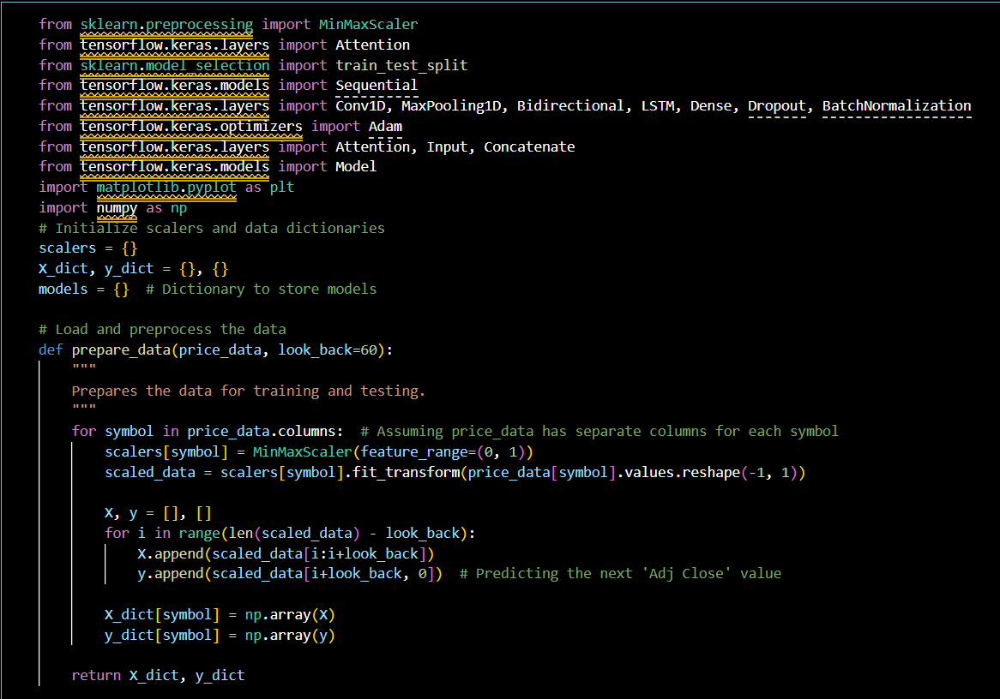 from sklearn.preprocessing import MinMaxScaler
from tensorflow.keras.layers import Attention
from sklearn.model_selection import train_test_split
from tensorflow.keras.models import Sequential
from tensorflow.keras.layers import Conv1D, MaxPooling1D, Bidirectional, LSTM, Dense, Dropout, BatchNormalization
from tensorflow.keras.optimizers import Adam
from tensorflow.keras.layers import Attention, Input, Concatenate
from tensorflow.keras.models import Model
import matplotlib.pyplot as plt
import numpy as np
# Initialize scalers and data dictionaries
scalers = {}
X_dict, y_dict = {}, {}
models = {}  # Dictionary to store models

# Load and preprocess the data
def prepare_data(price_data, look_back=60):
    """
    Prepares the data for training and testing.
    """
    for symbol in price_data.columns:  # Assuming price_data has separate columns for each symbol
        scalers[symbol] = MinMaxScaler(feature_range=(0, 1))
        scaled_data = scalers[symbol].fit_transform(price_data[symbol].values.reshape(-1, 1))

        X, y = [], []
        for i in range(len(scaled_data) - look_back):
            X.append(scaled_data[i:i+look_back])
            y.append(scaled_data[i+look_back, 0])  # Predicting the next 'Adj Close' value

        X_dict[symbol] = np.array(X)
        y_dict[symbol] = np.array(y)

    return X_dict, y_dict